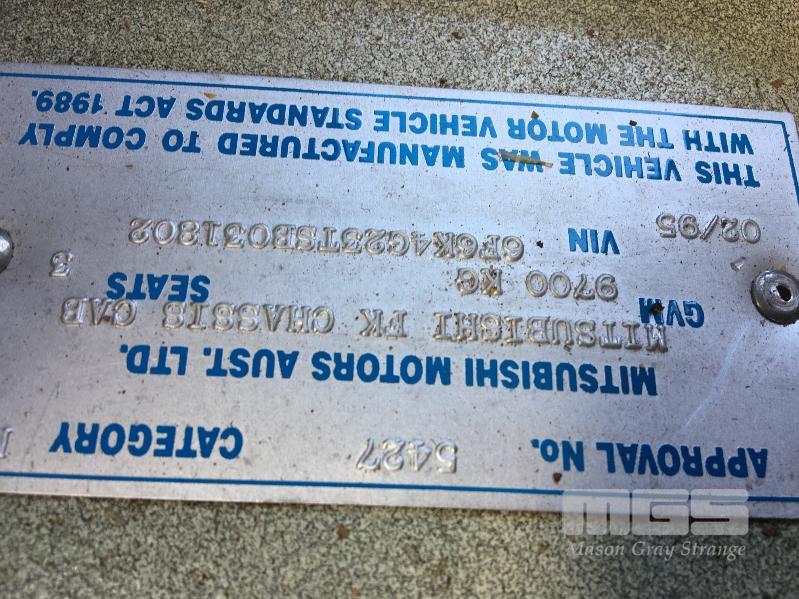 APPROVAL No. 5427 CATEGORY
MITSUBISHI MOTORS AUST. LTD.
MITSUBISHI FK CHASSIS CAB
GVM 9700 KG SEATS 3
02/95 VIN 6F6K4G23TSB031802
THIS VEHICLE WAS MANUFACTURED TO COMPLY
WITH THE MOTOR VEHICLE STANDARDS ACT 1989.
MGS
Mason Gray Strange